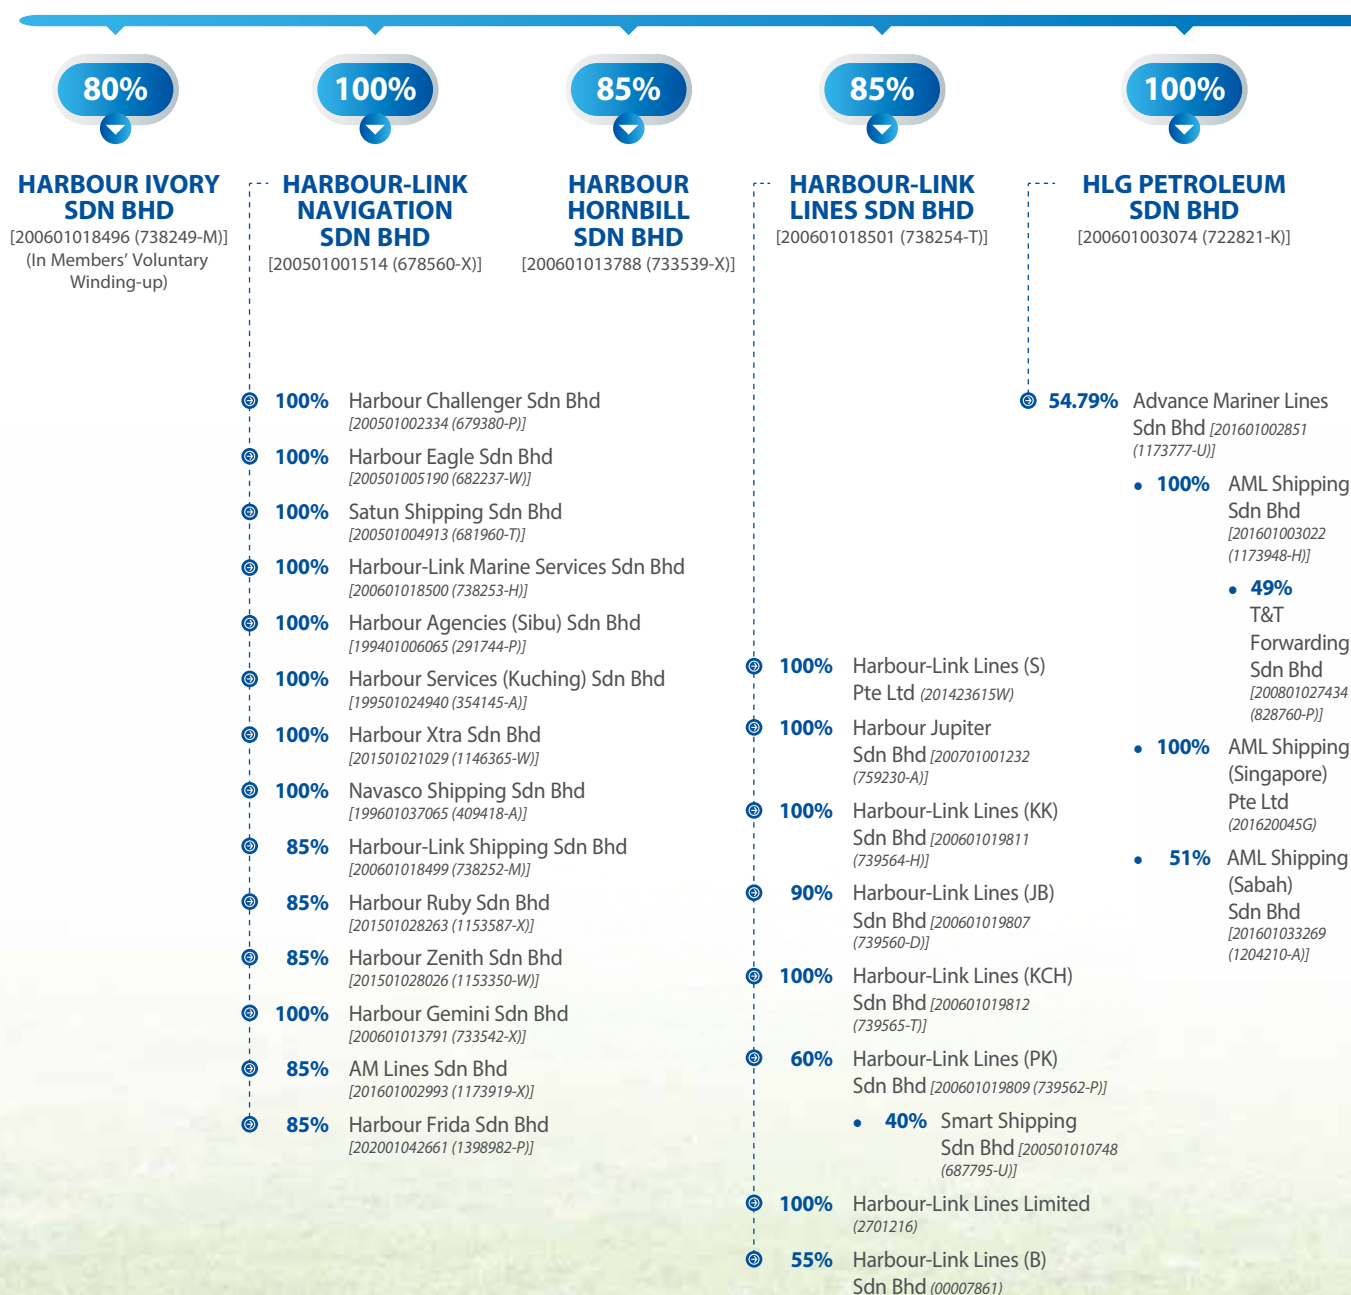 80%
HARBOUR IVORY
SDN BHD
[200601018496 (738249-M)]
(In Members’ Voluntary
Winding-up)
100%
HARBOUR-LINK
NAVIGATION
SDN BHD
[200501001514 (678560-X)]
100% Harbour Challenger Sdn Bhd
[200501002334 (679380-P)]
100% Harbour Eagle Sdn Bhd
[200501005190 (682237-W)]
100% Satun Shipping Sdn Bhd
[200501004913 (681960-T)]
100% Harbour-Link Marine Services Sdn Bhd
[200601018500 (738253-H)]
100% Harbour Agencies (Sibu) Sdn Bhd
[199401006065 (291744-P)]
100% Harbour Services (Kuching) Sdn Bhd
[199501024940 (354145-A)]
100% Harbour Xtra Sdn Bhd
[201501021029 (1146365-W)]
100% Navasco Shipping Sdn Bhd
[199601037065 (409418-A)]
85% Harbour-Link Shipping Sdn Bhd
[200601018499 (738252-M)]
85% Harbour Ruby Sdn Bhd
[201501028263 (1153587-X)]
85% Harbour Zenith Sdn Bhd
[201501028026 (1153350-W)]
100% Harbour Gemini Sdn Bhd
[200601013791 (733542-X)]
85% AM Lines Sdn Bhd
[201601002993 (1173919-X)]
85% Harbour Frida Sdn Bhd
[202001042661 (1398982-P)]
85%
HARBOUR
HORNBILL
SDN BHD
[200601013788 (733539-X)]
85%
HARBOUR-LINK
LINES SDN BHD
[200601018501 (738254-T)]
100% Harbour-Link Lines (S)
Pte Ltd (201423615W)
100% Harbour Jupiter
Sdn Bhd [200701001232
(759230-A)]
100% Harbour-Link Lines (KK)
Sdn Bhd [200601019811
(739564-H)]
90% Harbour-Link Lines (JB)
Sdn Bhd [200601019807
(739560-D)]
100% Harbour-Link Lines (KCH)
Sdn Bhd [200601019812
(739565-T)]
60% Harbour-Link Lines (PK)
Sdn Bhd [200601019809 (739562-P)]
• 40% Smart Shipping
Sdn Bhd [200501010748
(687795-U)]
100% Harbour-Link Lines Limited
(2701216)
55% Harbour-Link Lines (B)
Sdn Bhd (00007861)
100%
HLG PETROLEUM
SDN BHD
[200601003074 (722821-K)]
54.79% Advance Mariner Lines
Sdn Bhd [201601002851
(1173777-U)]
• 100% AML Shipping
Sdn Bhd
[201601003022
(1173948-H)]
• 49%
T&T
Forwarding
Sdn Bhd
[200801027434
(828760-P)]
• 100% AML Shipping
(Singapore)
Pte Ltd
(201620045G)
• 51% AML Shipping
(Sabah)
Sdn Bhd
[201601033269
(1204210-A)]